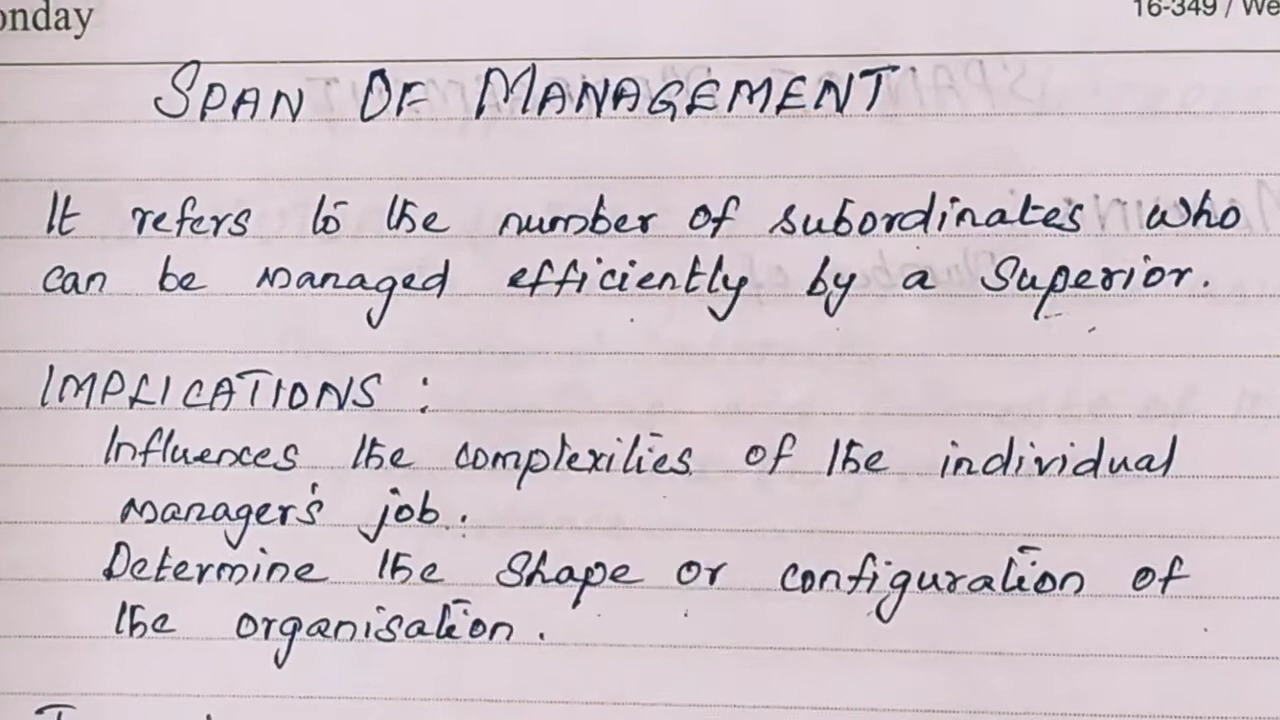 onday
16-349 / We
SPAN OF MANAGEMENT
It refers to the number of subordinates who
can be managed efficiently by a Superior.
IMPLICATIONS :
Influences the complexities of the individual
manager's job.
Determine the Shape or configuration of
the organisation.